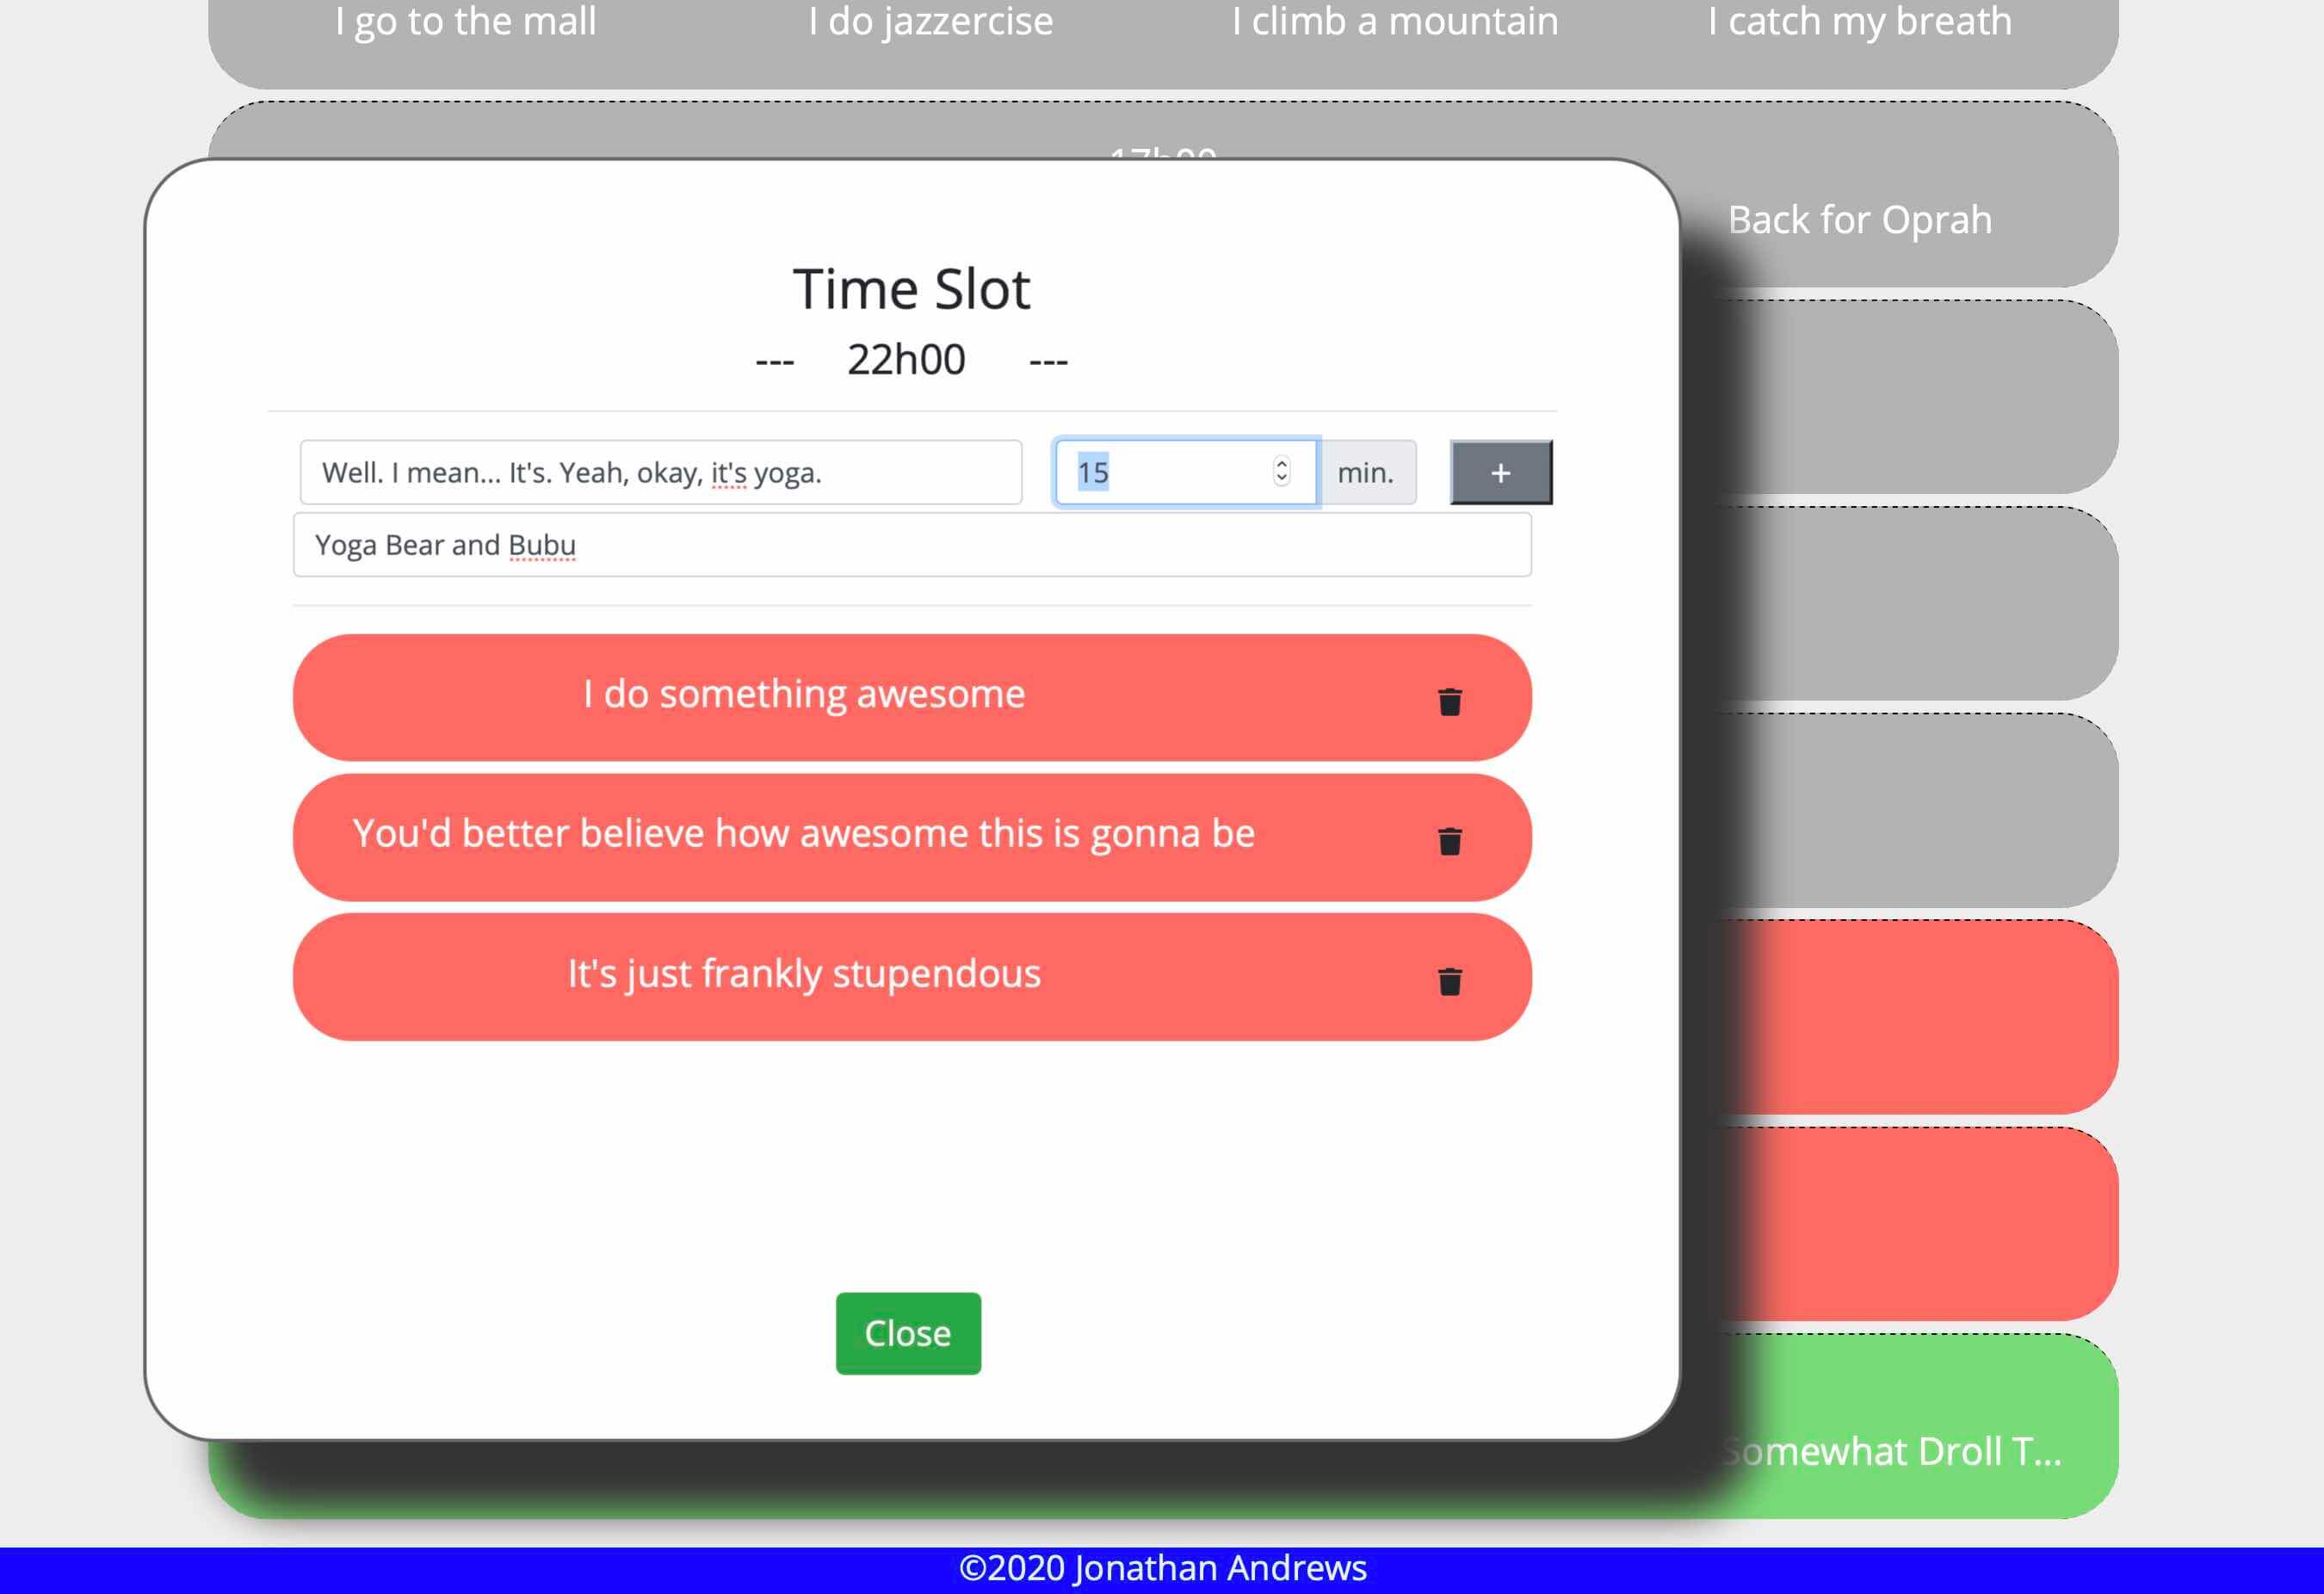 I go to the mall I do jazzercise I climb a mountain I catch my breath
17h00
Back for Oprah
Time Slot
--- 22h00 ---
Well. I mean... It's. Yeah, okay, it's yoga. 15 min. +
Yoga Bear and Bubu
I do something awesome
You'd better believe how awesome this is gonna be
It's just frankly stupendous
Close
Somewhat Droll T...
©2020 Jonathan Andrews